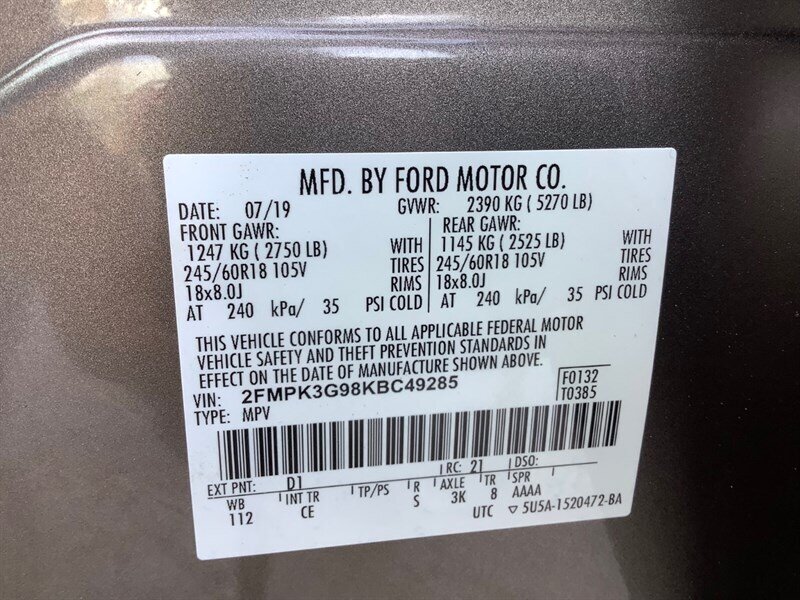 MFD. BY FORD MOTOR CO.
DATE: 07/19 GVWR: 2390 KG ( 5270 LB)
FRONT GAWR: REAR GAWR:
1247 KG ( 2750 LB) WITH 1145 KG ( 2525 LB) WITH
245/60R18 105V TIRES 245/60R18 105V TIRES
18x8.0J RIMS 18x8.0J RIMS
AT 240 kPa/ 35 PSI COLD AT 240 kPa/ 35 PSI COLD
THIS VEHICLE CONFORMS TO ALL APPLICABLE FEDERAL MOTOR
VEHICLE SAFETY AND THEFT PREVENTION STANDARDS IN
EFFECT ON THE DATE OF MANUFACTURE SHOWN ABOVE.
VIN: 2FMPK3G98KBC49285 F0132
TYPE: MPV T0385
EXT PNT: D1 RC: 21 DSO:
WB INT TR TP/PS R AXLE TR SPR
112 CE S 3K 8 AAAA
UTC ▽ 5U5A-1520472-BA